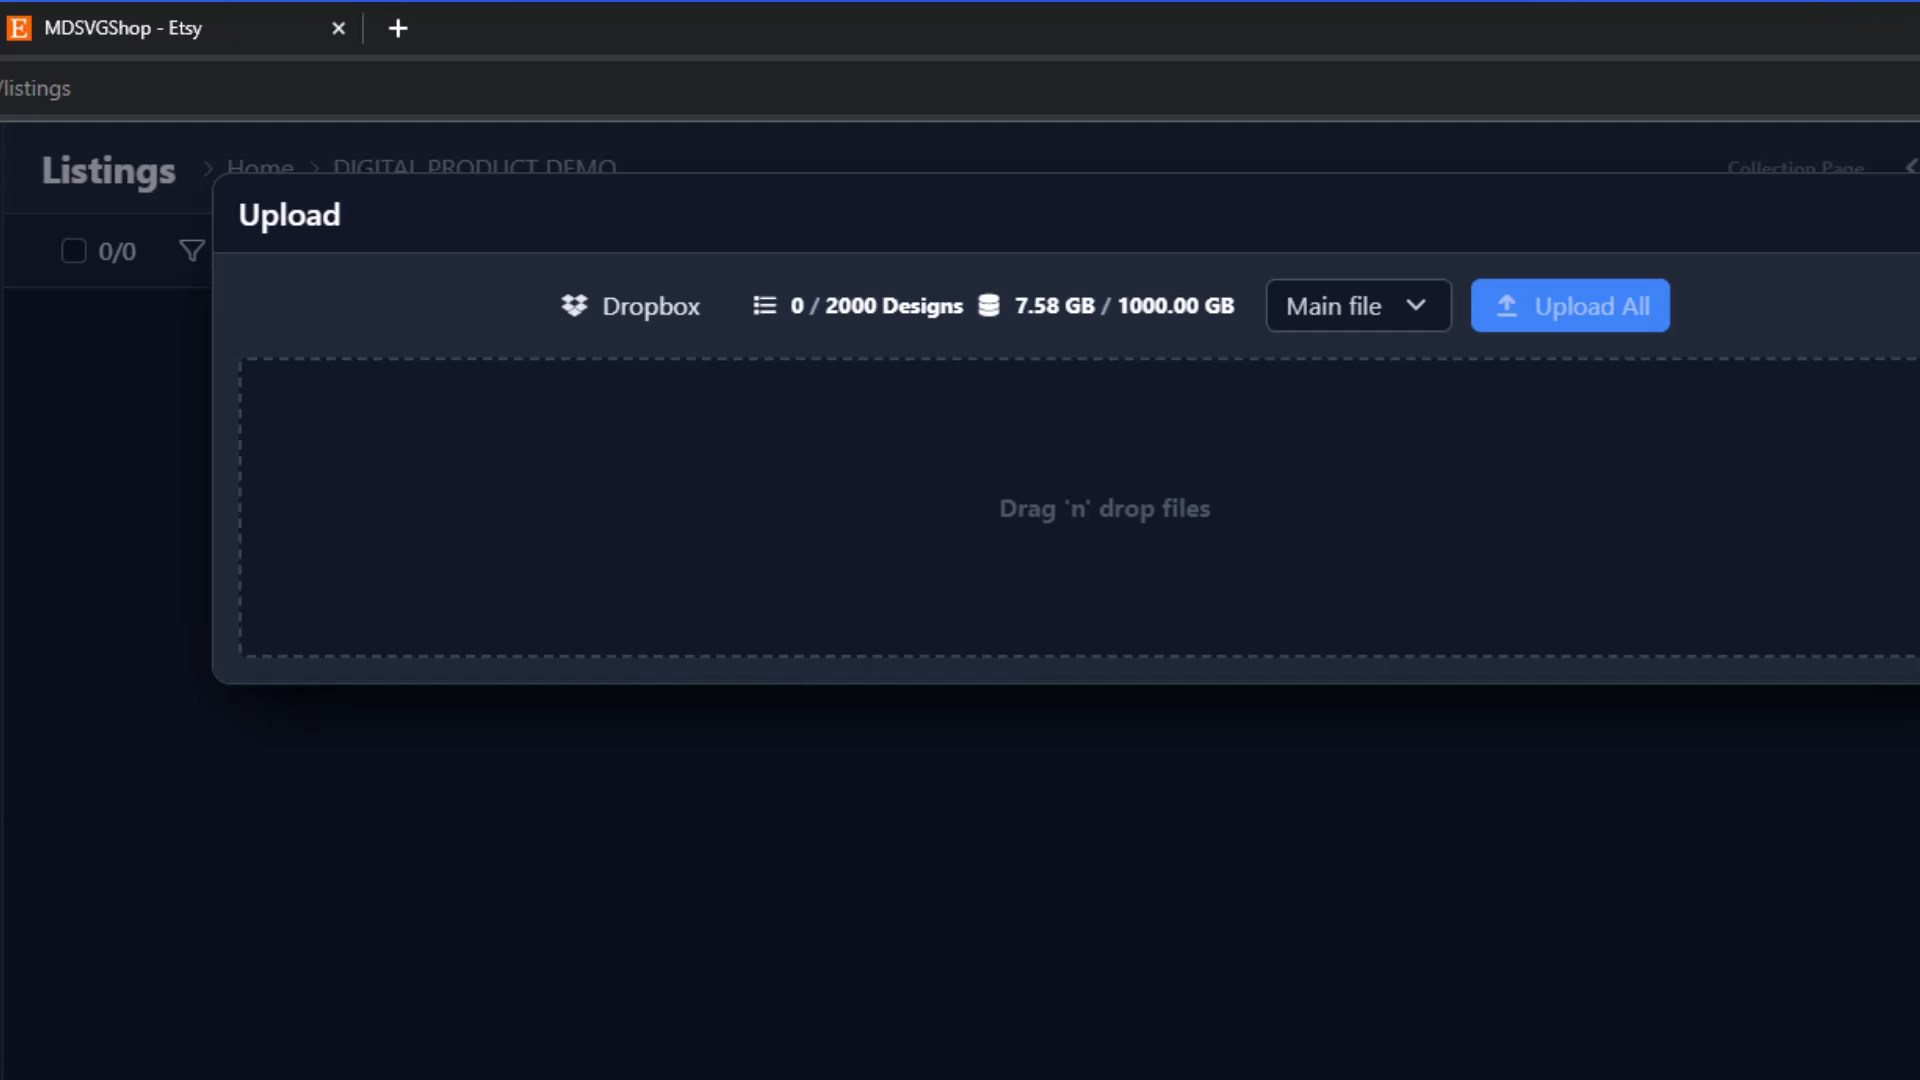 MDSVGShop - Etsy
/listings
Listings
Home
DIGITAL PRODUCT DEMO
Collection Pane
Upload
0/0
Dropbox
0 / 2000 Designs
7.58 GB / 1000.00 GB
Main file
Upload All
Drag 'n' drop files